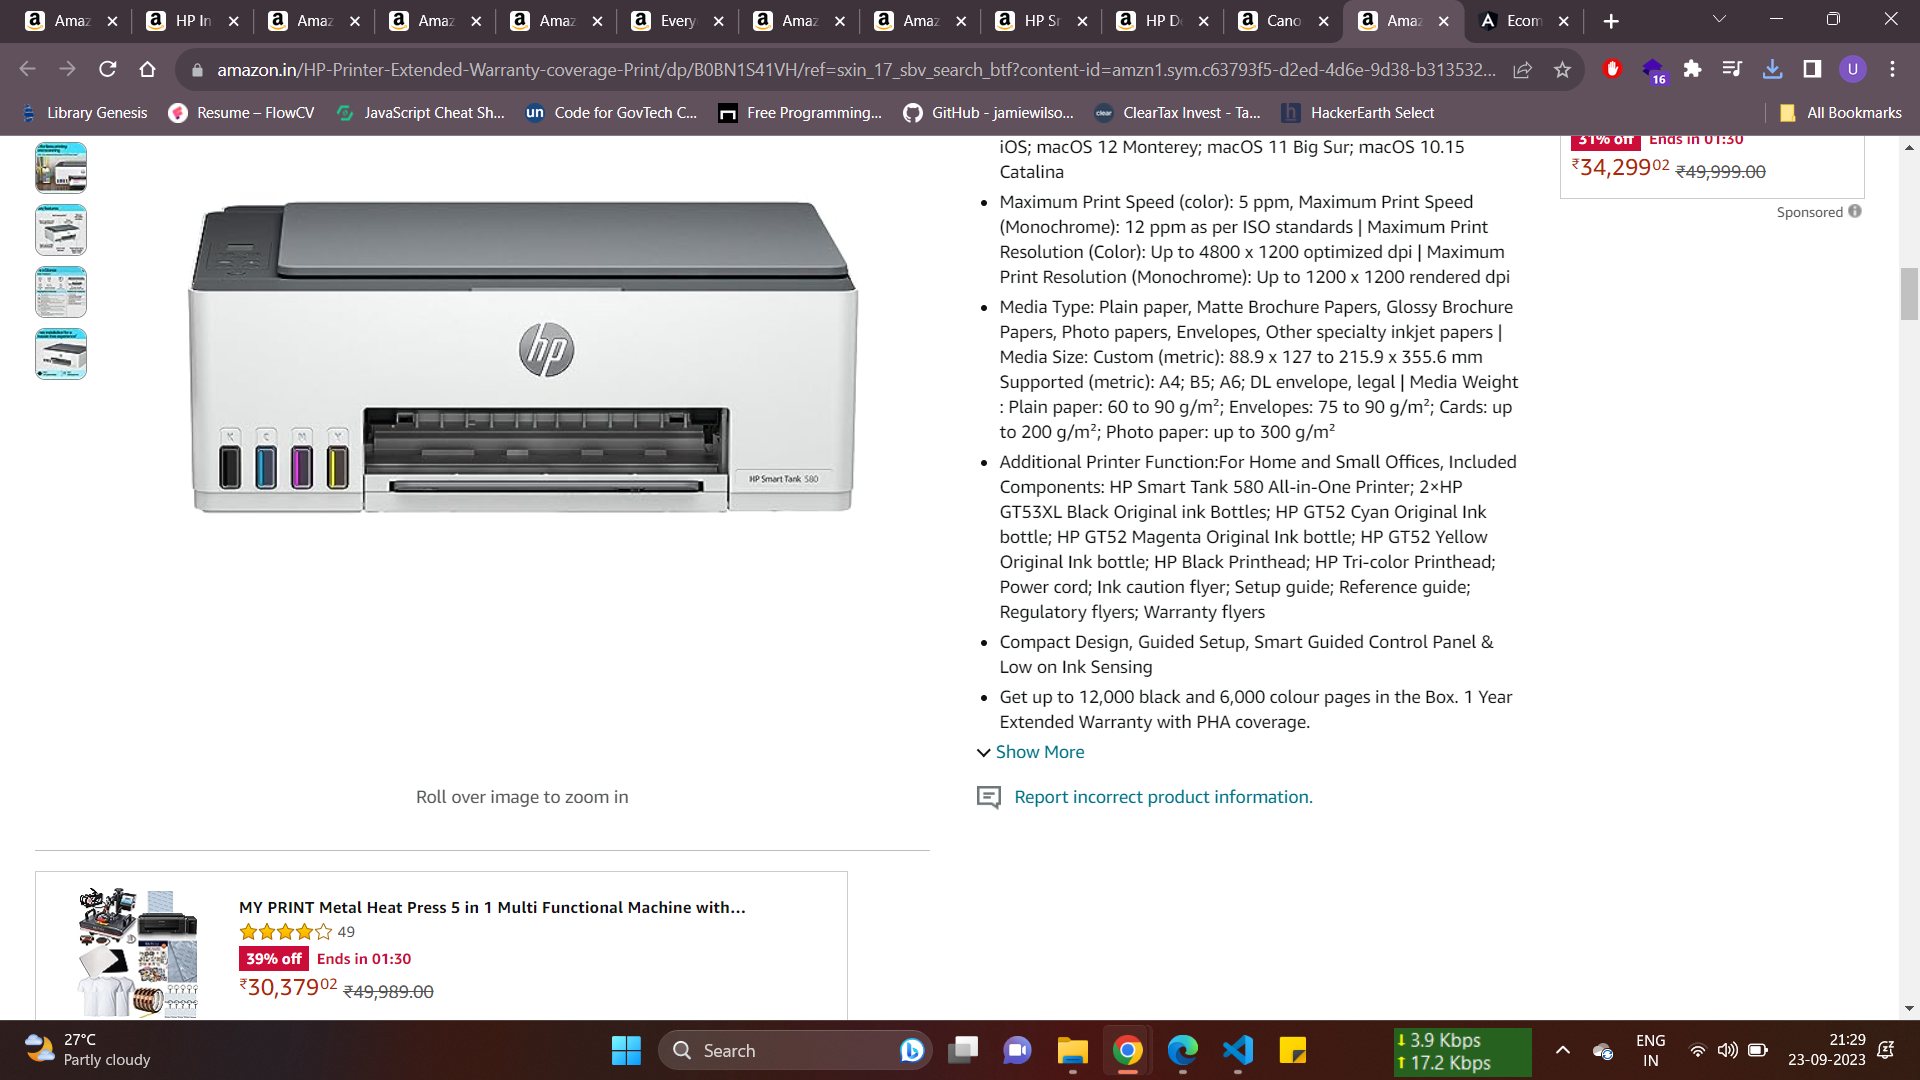 Amaz
HP In
Amaz
Amaz
Amaz
Every
Amaz
Amaz
HP Sr
HP De
Cano
Amaz
Ecom
amazon.in/HP-Printer-Extended-Warranty-coverage-Print/dp/B0BN1S41VH/ref=sxin_17_sbv_search_btf?content-id=amzn1.sym.c63793f5-d2ed-4d6e-9d38-b313532...
16
U
Library Genesis
Resume – FlowCV
JavaScript Cheat Sh...
un Code for GovTech C...
Free Programming...
GitHub - jamiewilso...
clear ClearTax Invest - Ta...
h HackerEarth Select
All Bookmarks
iOS; macOS 12 Monterey; macOS 11 Big Sur; macOS 10.15
Catalina
• Maximum Print Speed (color): 5 ppm, Maximum Print Speed
(Monochrome): 12 ppm as per ISO standards | Maximum Print
Resolution (Color): Up to 4800 x 1200 optimized dpi | Maximum
Print Resolution (Monochrome): Up to 1200 x 1200 rendered dpi
• Media Type: Plain paper, Matte Brochure Papers, Glossy Brochure
Papers, Photo papers, Envelopes, Other specialty inkjet papers |
Media Size: Custom (metric): 88.9 x 127 to 215.9 x 355.6 mm
Supported (metric): A4; B5; A6; DL envelope, legal | Media Weight
: Plain paper: 60 to 90 g/m²; Envelopes: 75 to 90 g/m²; Cards: up
to 200 g/m²; Photo paper: up to 300 g/m²
• Additional Printer Function:For Home and Small Offices, Included
Components: HP Smart Tank 580 All-in-One Printer; 2×HP
GT53XL Black Original ink Bottles; HP GT52 Cyan Original Ink
bottle; HP GT52 Magenta Original Ink bottle; HP GT52 Yellow
Original Ink bottle; HP Black Printhead; HP Tri-color Printhead;
Power cord; Ink caution flyer; Setup guide; Reference guide;
Regulatory flyers; Warranty flyers
• Compact Design, Guided Setup, Smart Guided Control Panel &
Low on Ink Sensing
• Get up to 12,000 black and 6,000 colour pages in the Box. 1 Year
Extended Warranty with PHA coverage.
Show More
Report incorrect product information.
31% off Ends in 01:30
₹34,29902 ₹49,999.00
Sponsored
hp
K C M Y
HP Smart Tank 580
Roll over image to zoom in
MY PRINT Metal Heat Press 5 in 1 Multi Functional Machine with...
49
39% off Ends in 01:30
₹30,37902 ₹49,989.00
27°C
Partly cloudy
Search
3.9 Kbps
17.2 Kbps
ENG
IN
21:29
23-09-2023